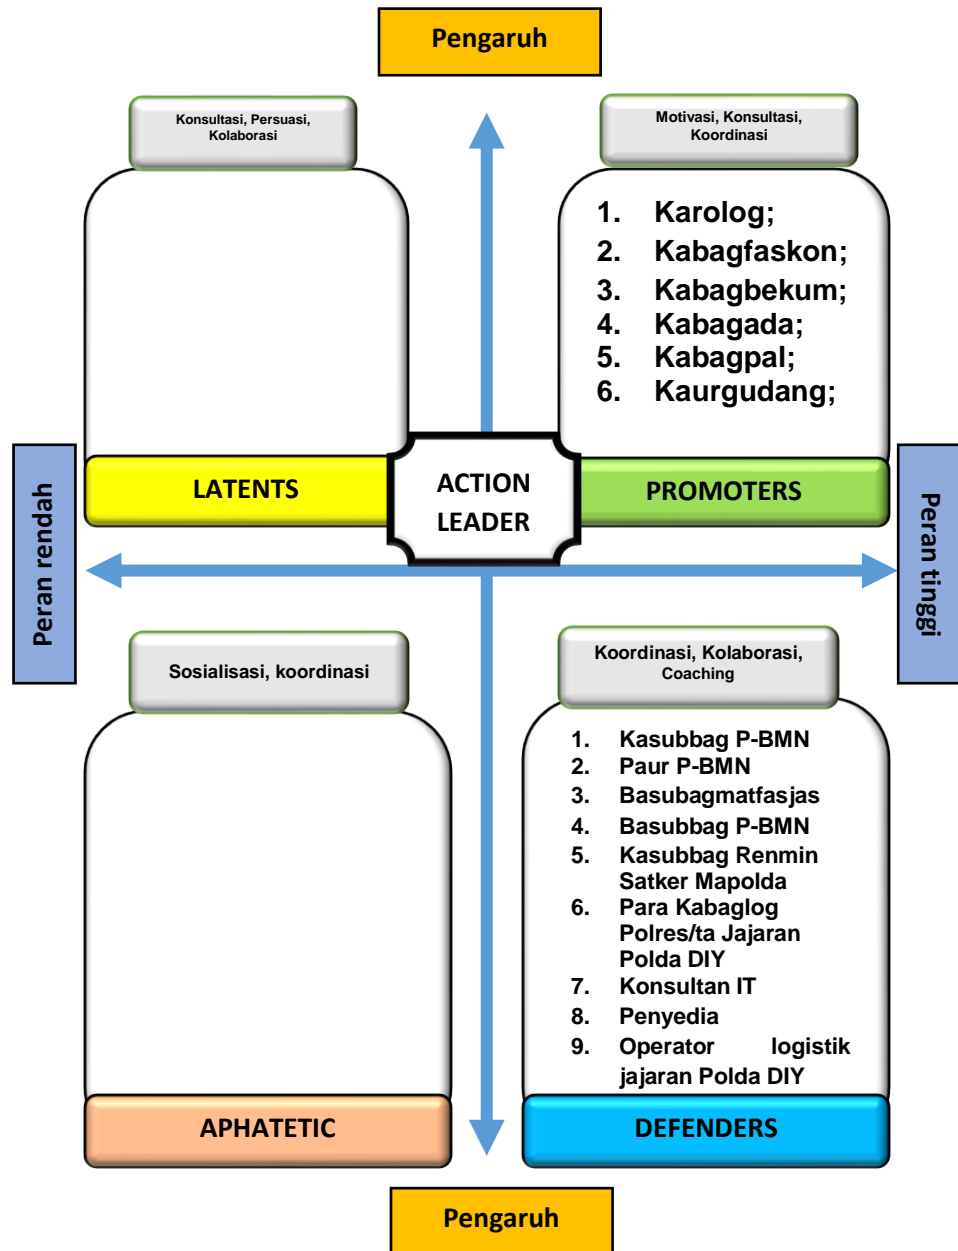 Pengaruh
Konsultasi, Persuasi,
Kolaborasi
Motivasi, Konsultasi,
Koordinasi
1. Karolog;
2. Kabagfaskon;
3. Kabagbekum;
4. Kabagada;
5. Kabagpal;
6. Kaurgudang;
LATENTS
ACTION
LEADER
PROMOTERS
Peran rendah
Peran tinggi
Sosialisasi, koordinasi
Koordinasi, Kolaborasi,
Coaching
1. Kasubbag P-BMN
2. Paur P-BMN
3. Basubagmatfasjas
4. Basubbag P-BMN
5. Kasubbag Renmin
Satker Mapolda
6. Para Kabaglog
Polres/ta Jajaran
Polda DIY
7. Konsultan IT
8. Penyedia
9. Operator logistik
jajaran Polda DIY
APHATETIC
DEFENDERS
Pengaruh